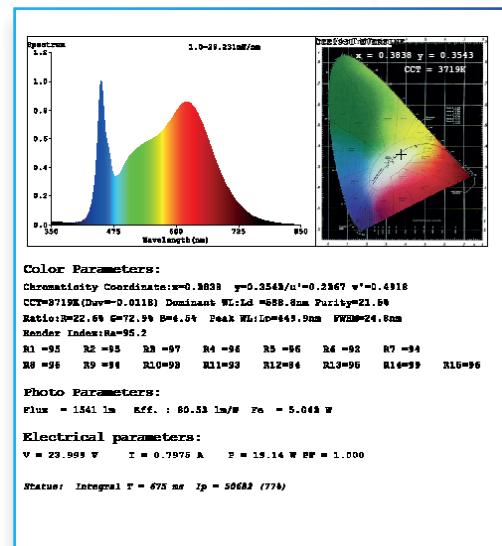 Spectrum
1.0=29.231mW/nm
1.2
1.0
0.8
0.6
0.4
0.2
0.0
350 475 600 725 850
Wavelength(nm)
x = 0.3838 y = 0.3543
CCT = 3719K
Color Parameters:
Chromaticity Coordinate:x=0.3838 y=0.3543/u'=0.2367 v'=0.4918
CCT=3719K(Duv=-0.0118) Dominant WL:Ld =588.8nm Purity=21.6%
Ratio:R=22.6% G=72.9% B=4.5% Peak WL:Lp=449.9nm FWHM=24.8nm
Render Index:Ra=95.2
R1 =95 R2 =95 R3 =97 R4 =96 R5 =96 R6 =92 R7 =94
R8 =96 R9 =94 R10=93 R11=93 R12=84 R13=96 R14=99 R15=96
Photo Parameters:
Flux = 1541 lm Eff. : 80.53 lm/W Fe = 5.042 W
Electrical parameters:
V = 23.999 V I = 0.7975 A P = 19.14 W PF = 1.000
Status: Integral T = 675 ms Ip = 50682 (77%)